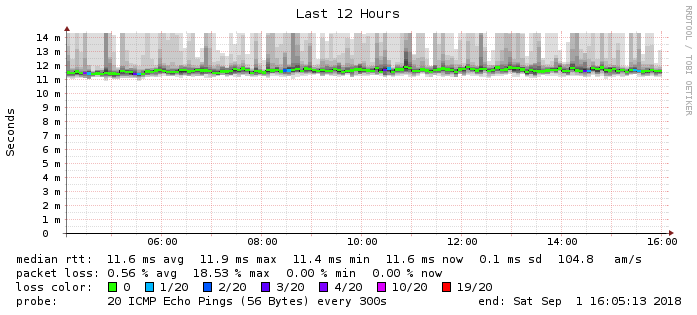 Last 12 Hours
RRDTOOL / TOBI OETIKER
Seconds
14 m
13 m
12 m
11 m
10 m
9 m
8 m
7 m
6 m
5 m
4 m
3 m
2 m
1 m
0
06:00 08:00 10:00 12:00 14:00 16:00
median rtt: 11.6 ms avg 11.9 ms max 11.4 ms min 11.6 ms now 0.1 ms sd 104.8 am/s
packet loss: 0.56 % avg 18.53 % max 0.00 % min 0.00 % now
loss color: 0 1/20 2/20 3/20 4/20 10/20 19/20
probe: 20 ICMP Echo Pings (56 Bytes) every 300s end: Sat Sep 1 16:05:13 2018